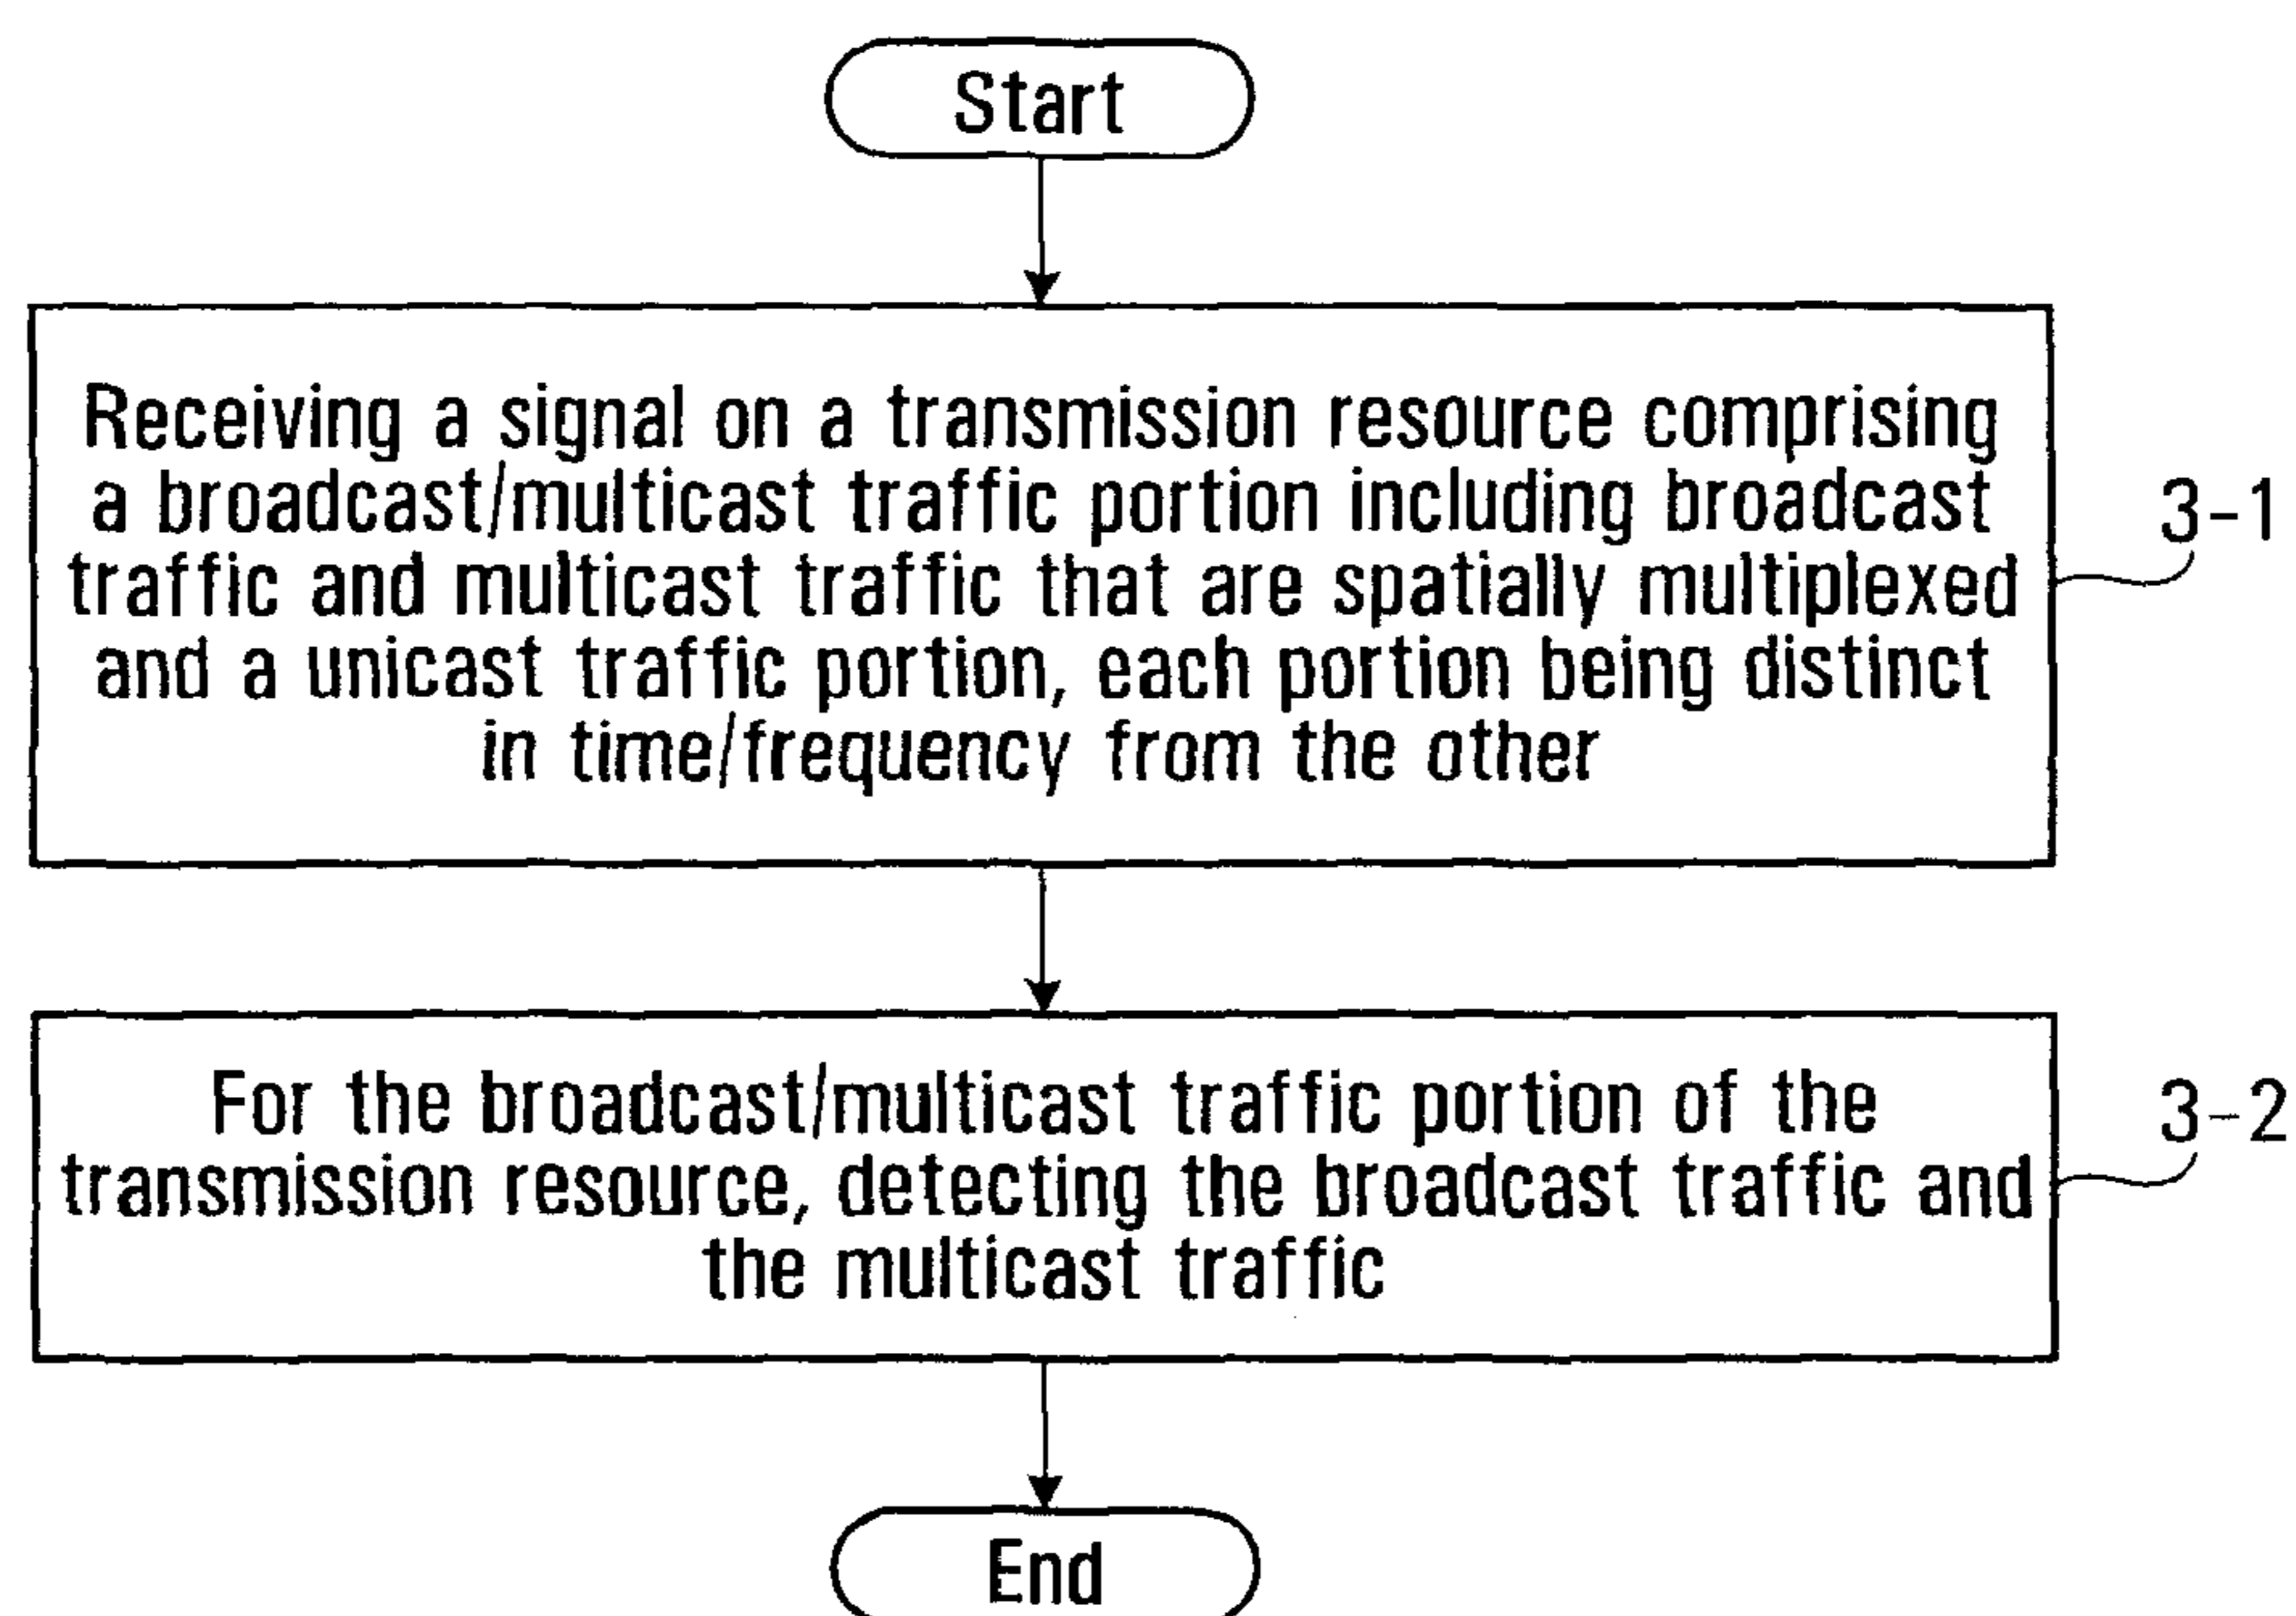 Start
Receiving a signal on a transmission resource comprising
a broadcast/multicast traffic portion including broadcast
traffic and multicast traffic that are spatially multiplexed
and a unicast traffic portion, each portion being distinct
in time/frequency from the other
3-1
For the broadcast/multicast traffic portion of the
transmission resource, detecting the broadcast traffic and
the multicast traffic
3-2
End